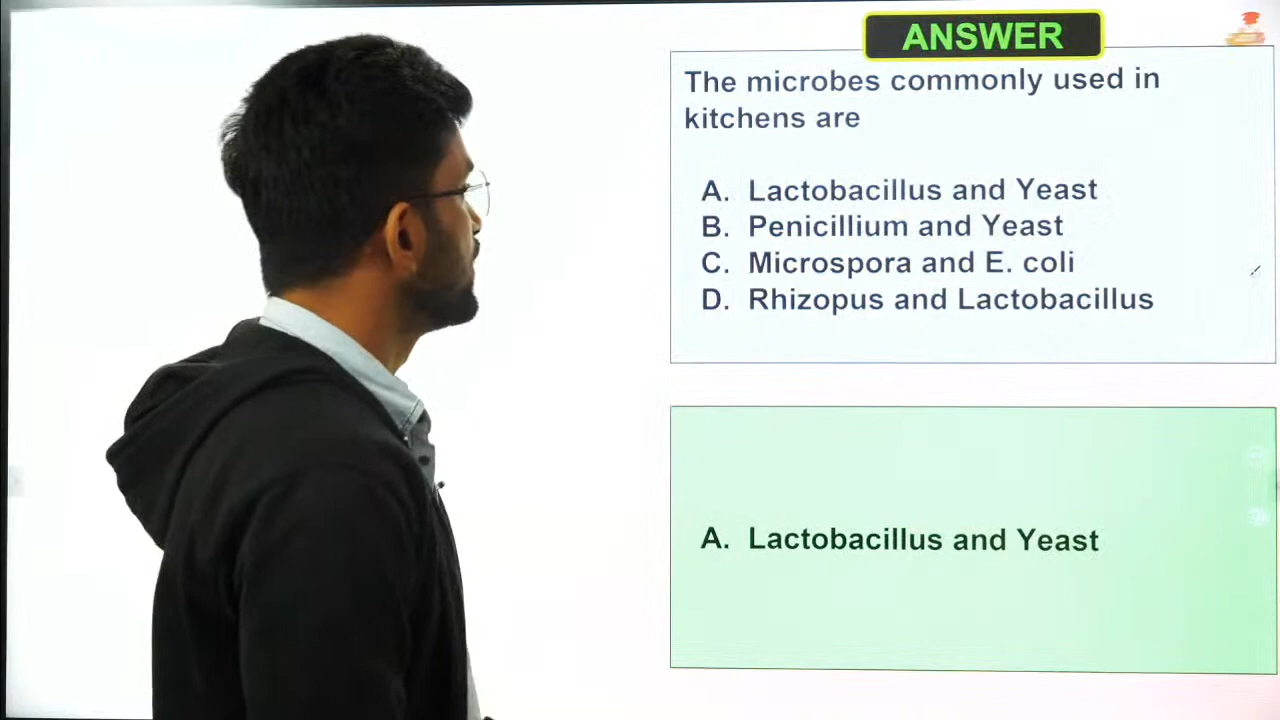 ANSWER
The microbes commonly used in
kitchens are
A. Lactobacillus and Yeast
B. Penicillium and Yeast
C. Microspora and E. coli
D. Rhizopus and Lactobacillus
A. Lactobacillus and Yeast